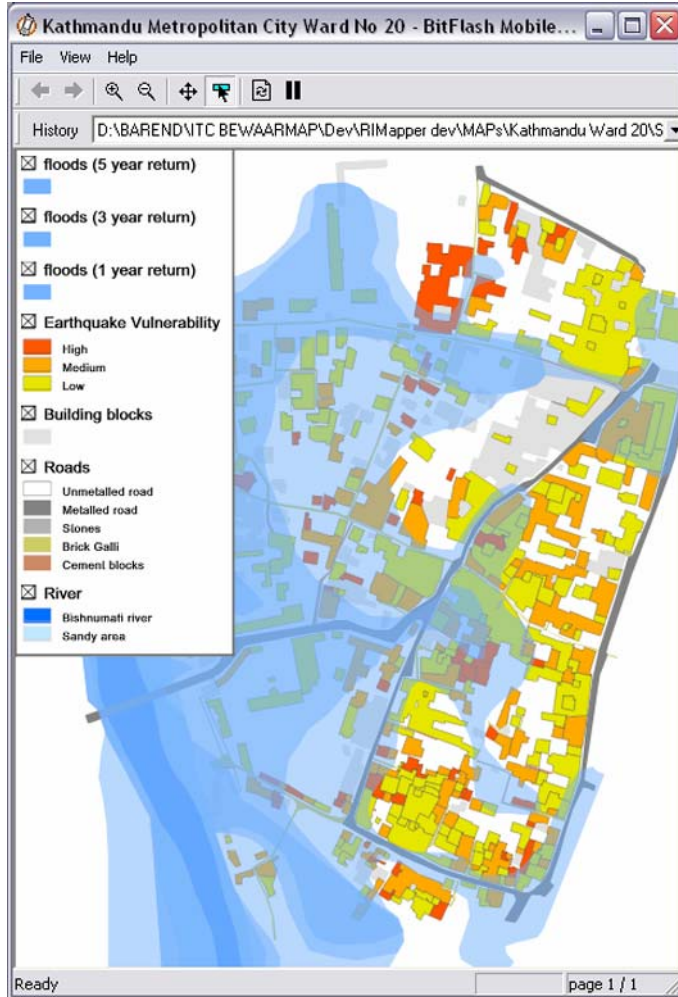 Kathmandu Metropolitan City Ward No 20 - BitFlash Mobile...
File View Help
History D:\BAREND\ITC BEWAARMAP\Dev\RIMapper dev\MAPs\Kathmandu Ward 20\S
floods (5 year return)
floods (3 year return)
floods (1 year return)
Earthquake Vulnerability
High
Medium
Low
Building blocks
Roads
Unmetalled road
Metalled road
Stones
Brick Galli
Cement blocks
River
Bishnumati river
Sandy area
Ready page 1 / 1